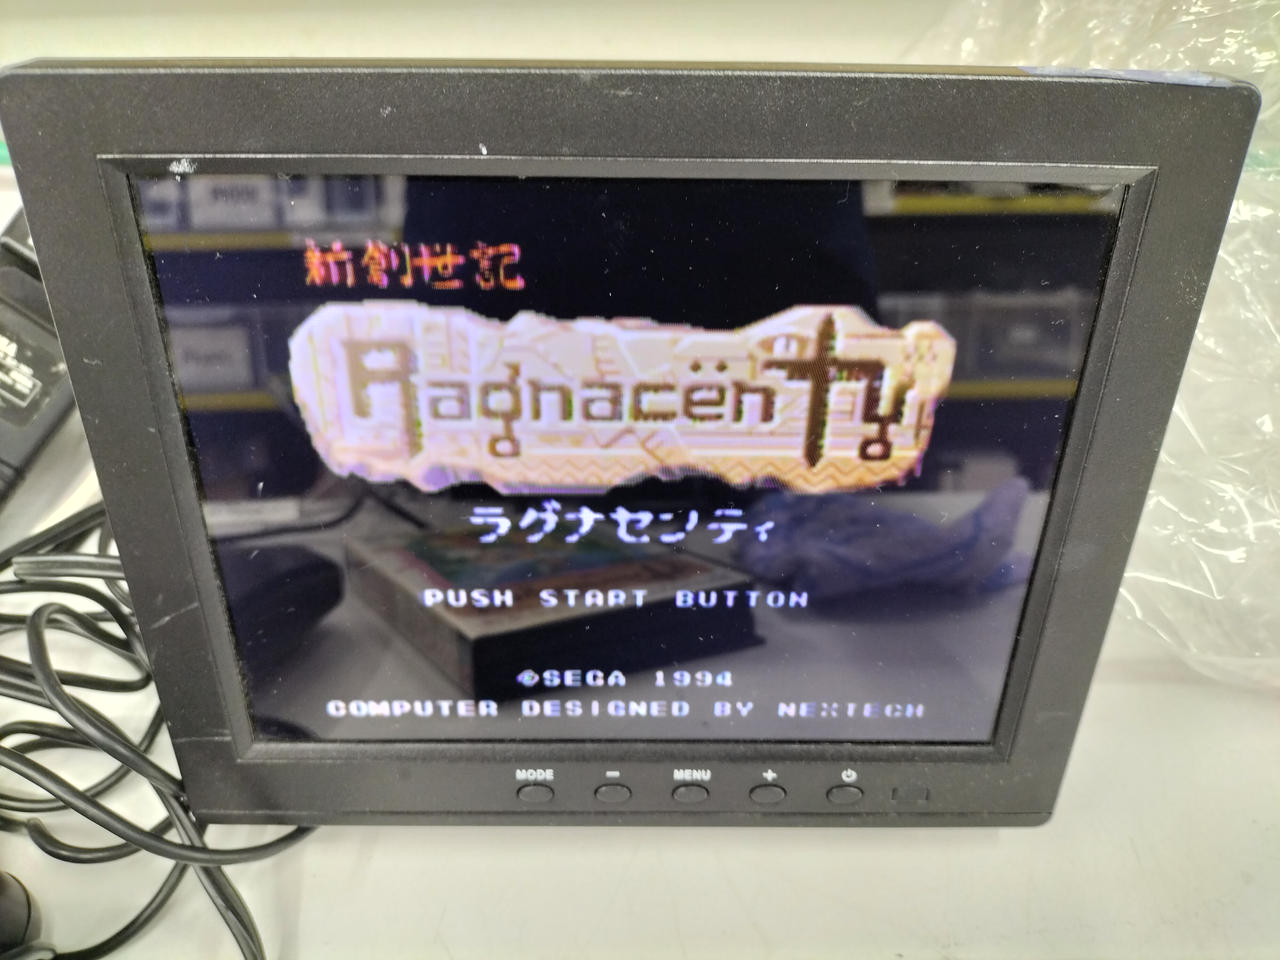 新創世記
Ragnacënty
ラグナセンティ
PUSH START BUTTON
©SEGA 1994
COMPUTER DESIGNED BY NEXTECH
MODE
−
MENU
+